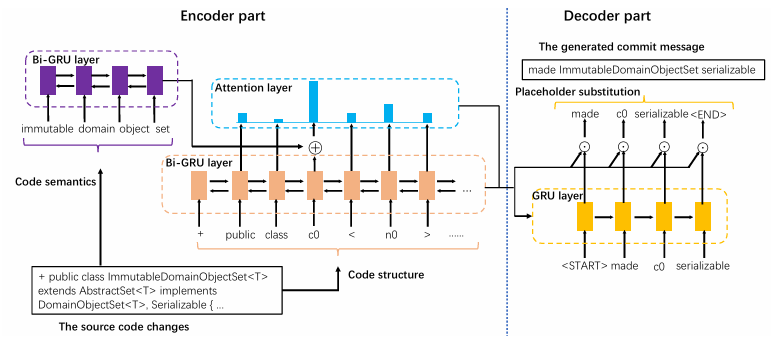 Encoder part
Decoder part
Bi-GRU layer
immutable domain object set
Code semantics
Attention layer
Bi-GRU layer
...
+ public class c0 < n0 > ......
Code structure
+ public class ImmutableDomainObjectSet<T>
extends AbstractSet<T> implements
DomainObjectSet<T>, Serializable { ...
The source code changes
The generated commit message
made ImmutableDomainObjectSet serializable
Placeholder substitution
made c0 serializable <END>
GRU layer
<START> made c0 serializable